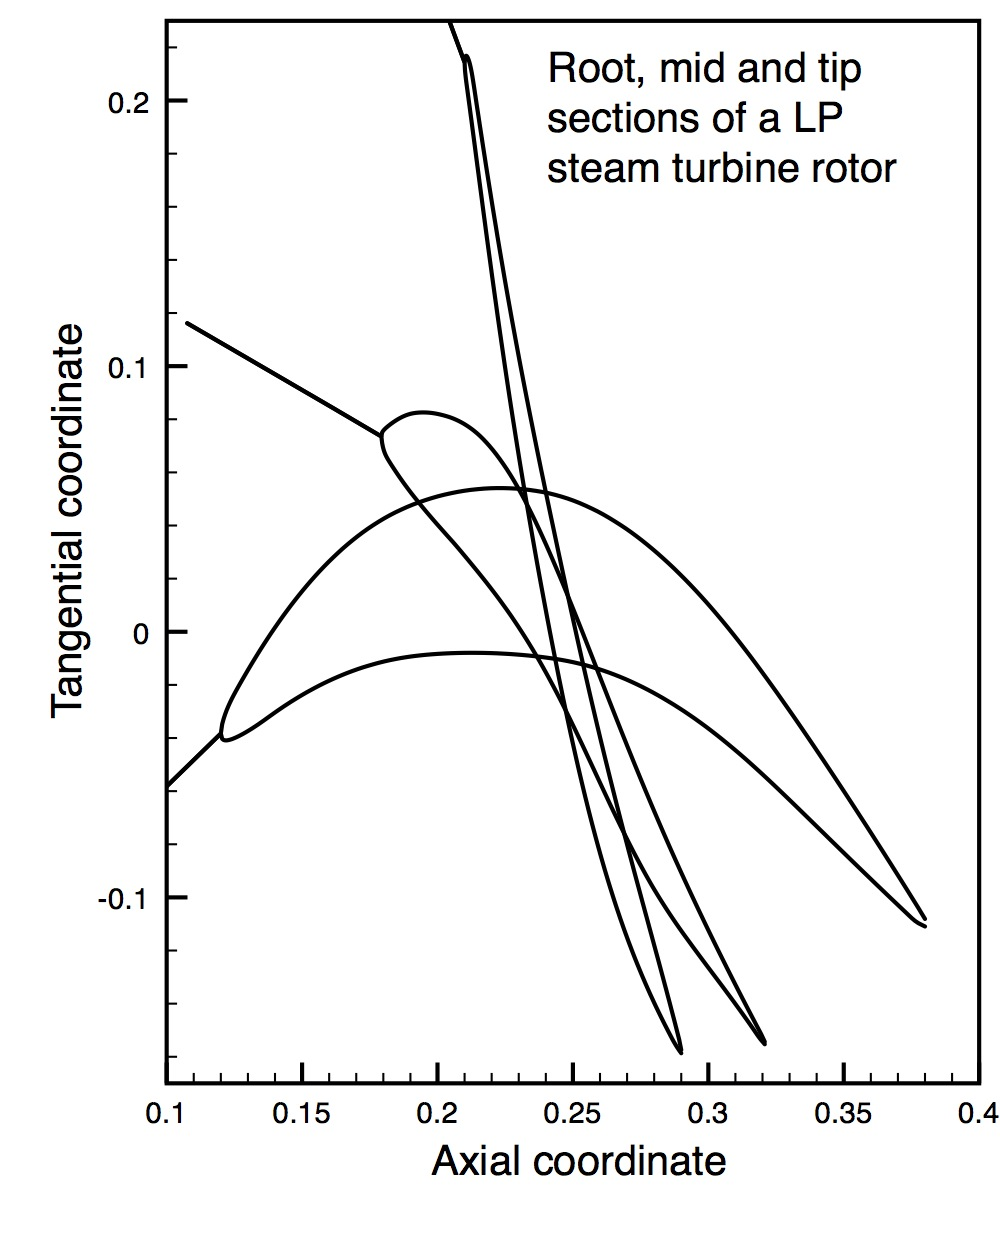 Root, mid and tip
sections of a LP
steam turbine rotor
0.2
0.1
0
-0.1
Tangential coordinate
0.1 0.15 0.2 0.25 0.3 0.35 0.4
Axial coordinate